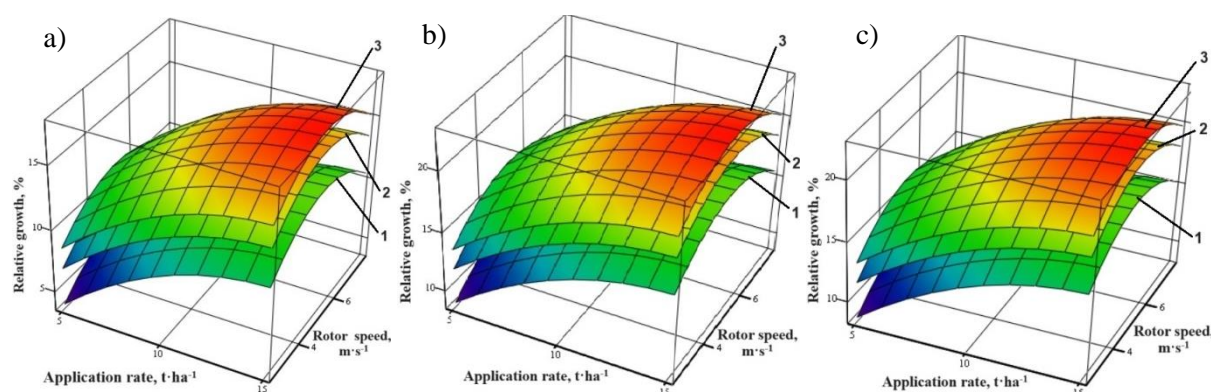 a)
3
15
2
10
1
5
Relative growth, %
5
10
15
6
4
Rotor speed,
m·s⁻¹
Application rate, t·ha⁻¹
b)
3
20
2
15
1
10
Relative growth, %
5
10
15
6
4
Rotor speed,
m·s⁻¹
Application rate, t·ha⁻¹
c)
3
2
20
15
1
10
Relative growth, %
5
10
15
6
4
Rotor speed,
m·s⁻¹
Application rate, t·ha⁻¹